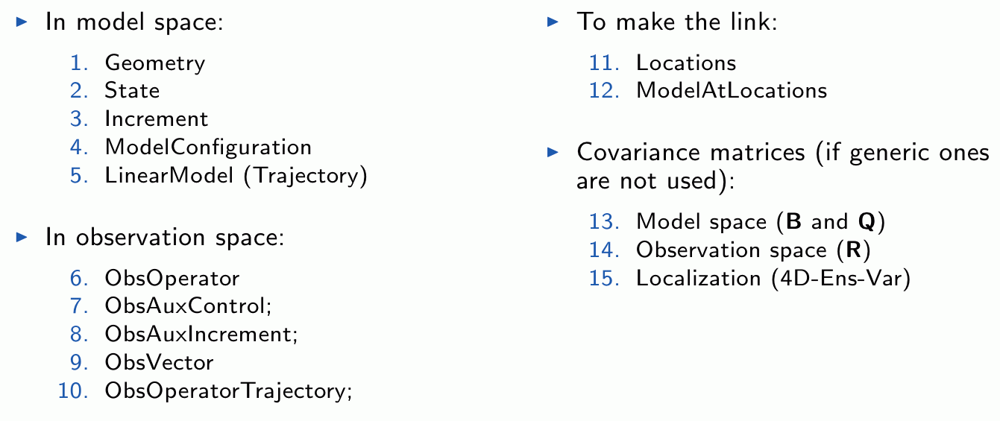 ▶ In model space:
1. Geometry
2. State
3. Increment
4. ModelConfiguration
5. LinearModel (Trajectory)
▶ In observation space:
6. ObsOperator
7. ObsAuxControl;
8. ObsAuxIncrement;
9. ObsVector
10. ObsOperatorTrajectory;
▶ To make the link:
11. Locations
12. ModelAtLocations
▶ Covariance matrices (if generic ones
are not used):
13. Model space (B and Q)
14. Observation space (R)
15. Localization (4D-Ens-Var)